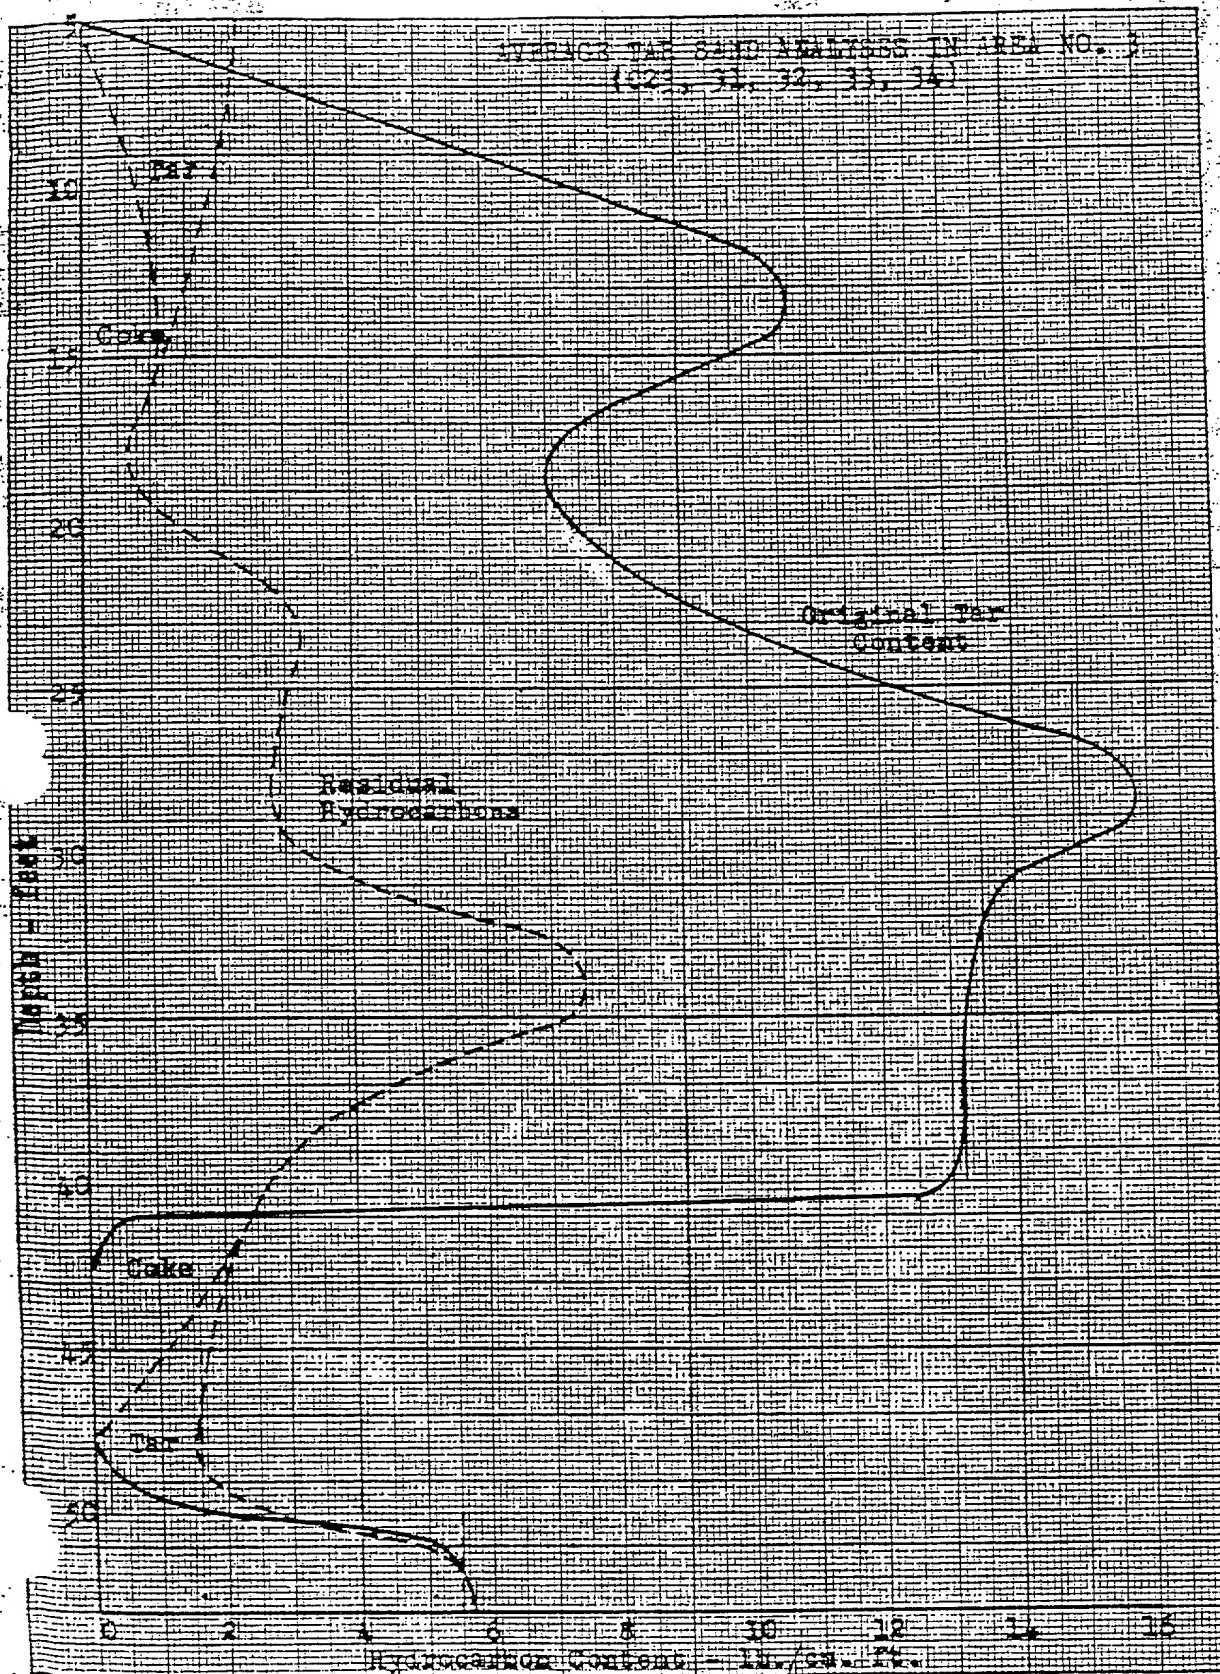 AVERAGE TAR SAND ANALYSES IN AREA NO. 3
31, 32, 33, 34)
5
Tar
10
Coke
15
20
Original Tar
Content
25
Residual
Hydrocarbons
30
Depth - feet
35
40
Coke
45
Tar
50
0 2 4 6 8 10 12 14 16
Hydrocarbon Content - lb./cu. ft.